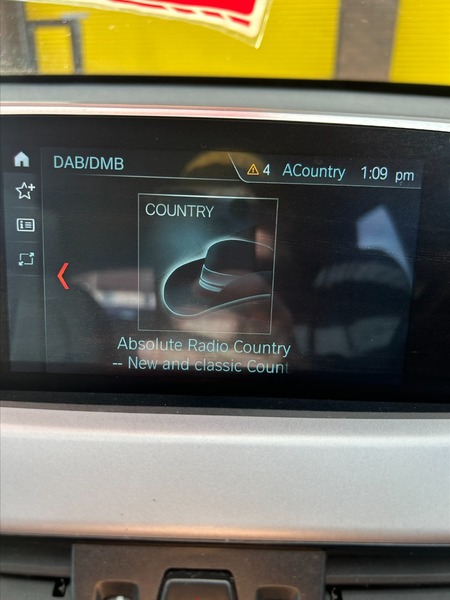 DAB/DMB
4 ACountry 1:09 pm
COUNTRY
Absolute Radio Country
-- New and classic Count